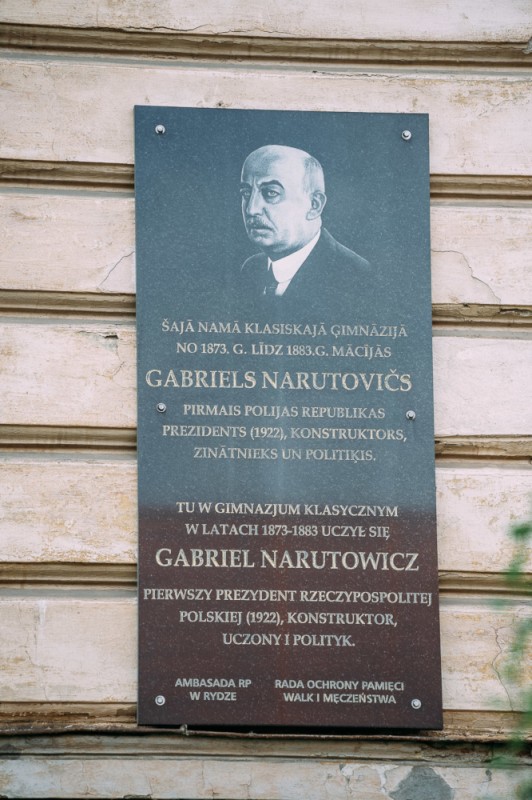 ŠAJĀ NAMĀ KLASISKAJĀ ĢIMNĀZIJĀ
NO 1873. G. LĪDZ 1883.G. MĀCĪJĀS
GABRIELS NARUTOVIČS
PIRMAIS POLIJAS REPUBLIKAS
PREZIDENTS (1922), KONSTRUKTORS,
ZINĀTNIEKS UN POLITIĶIS.
TU W GIMNAZJUM KLASYCZNYM
W LATACH 1873-1883 UCZYŁ SIĘ
GABRIEL NARUTOWICZ
PIERWSZY PREZYDENT RZECZYPOSPOLITEJ
POLSKIEJ (1922), KONSTRUKTOR,
UCZONY I POLITYK.
AMBASADA RP
W RYDZE
RADA OCHRONY PAMIĘCI
WALK I MĘCZEŃSTWA